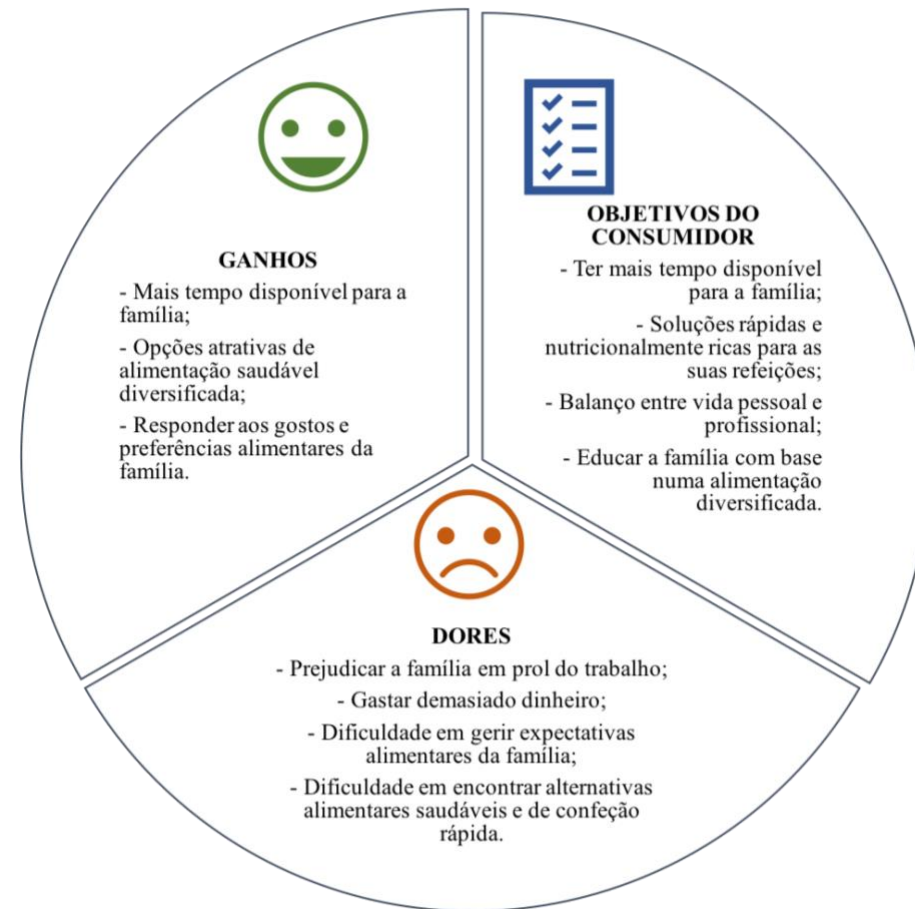 GANHOS
- Mais tempo disponível para a
família;
- Opções atrativas de
alimentação saudável
diversificada;
- Responder aos gostos e
preferências alimentares da
família.
OBJETIVOS DO
CONSUMIDOR
- Ter mais tempo disponível
para a família;
- Soluções rápidas e
nutricionalmente ricas para as
suas refeições;
- Balanço entre vida pessoal e
profissional;
- Educar a família com base
numa alimentação
diversificada.
DORES
- Prejudicar a família em prol do trabalho;
- Gastar demasiado dinheiro;
- Dificuldade em gerir expectativas
alimentares da família;
- Dificuldade em encontrar alternativas
alimentares saudáveis e de confeção
rápida.